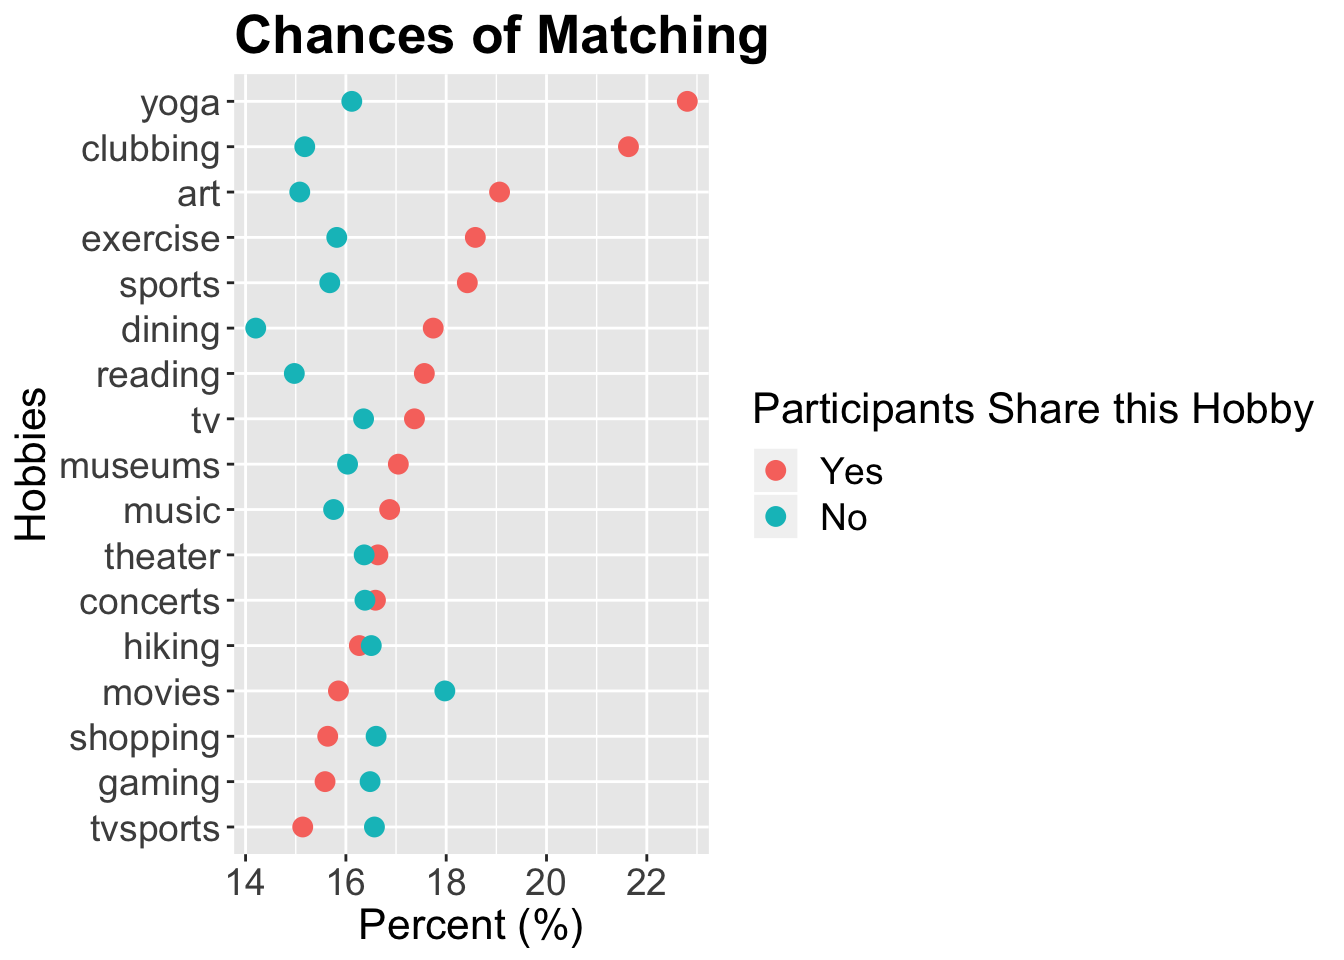 Chances of Matching
yoga
clubbing
art
exercise
sports
dining
reading
tv
museums
music
theater
concerts
hiking
movies
shopping
gaming
tvsports
Hobbies
14 16 18 20 22
Percent (%)
Participants Share this Hobby
Yes
No